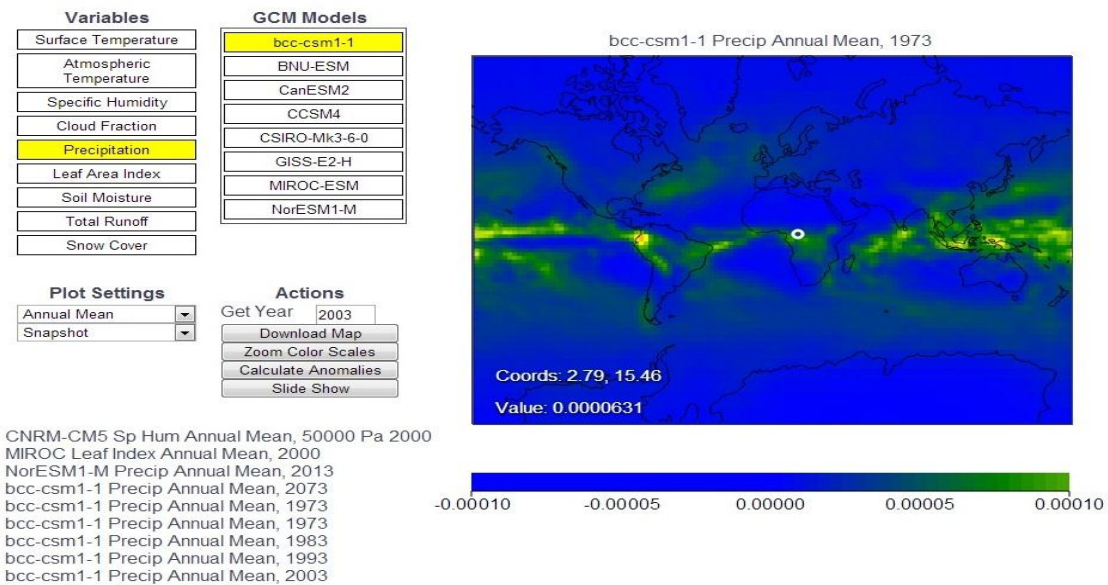 Variables
Surface Temperature
Atmospheric
Temperature
Specific Humidity
Cloud Fraction
Precipitation
Leaf Area Index
Soil Moisture
Total Runoff
Snow Cover
GCM Models
bcc-csm1-1
BNU-ESM
CanESM2
CCSM4
CSIRO-Mk3-6-0
GISS-E2-H
MIROC-ESM
NorESM1-M
Plot Settings
Annual Mean
Snapshot
Actions
Get Year 2003
Download Map
Zoom Color Scales
Calculate Anomalies
Slide Show
bcc-csm1-1 Precip Annual Mean, 1973
Coords: 2.79, 15.46
Value: 0.0000631
-0.00010 -0.00005 0.00000 0.00005 0.00010
CNRM-CM5 Sp Hum Annual Mean, 50000 Pa 2000
MIROC Leaf Index Annual Mean, 2000
NorESM1-M Precip Annual Mean, 2013
bcc-csm1-1 Precip Annual Mean, 2073
bcc-csm1-1 Precip Annual Mean, 1973
bcc-csm1-1 Precip Annual Mean, 1973
bcc-csm1-1 Precip Annual Mean, 1983
bcc-csm1-1 Precip Annual Mean, 1993
bcc-csm1-1 Precip Annual Mean, 2003